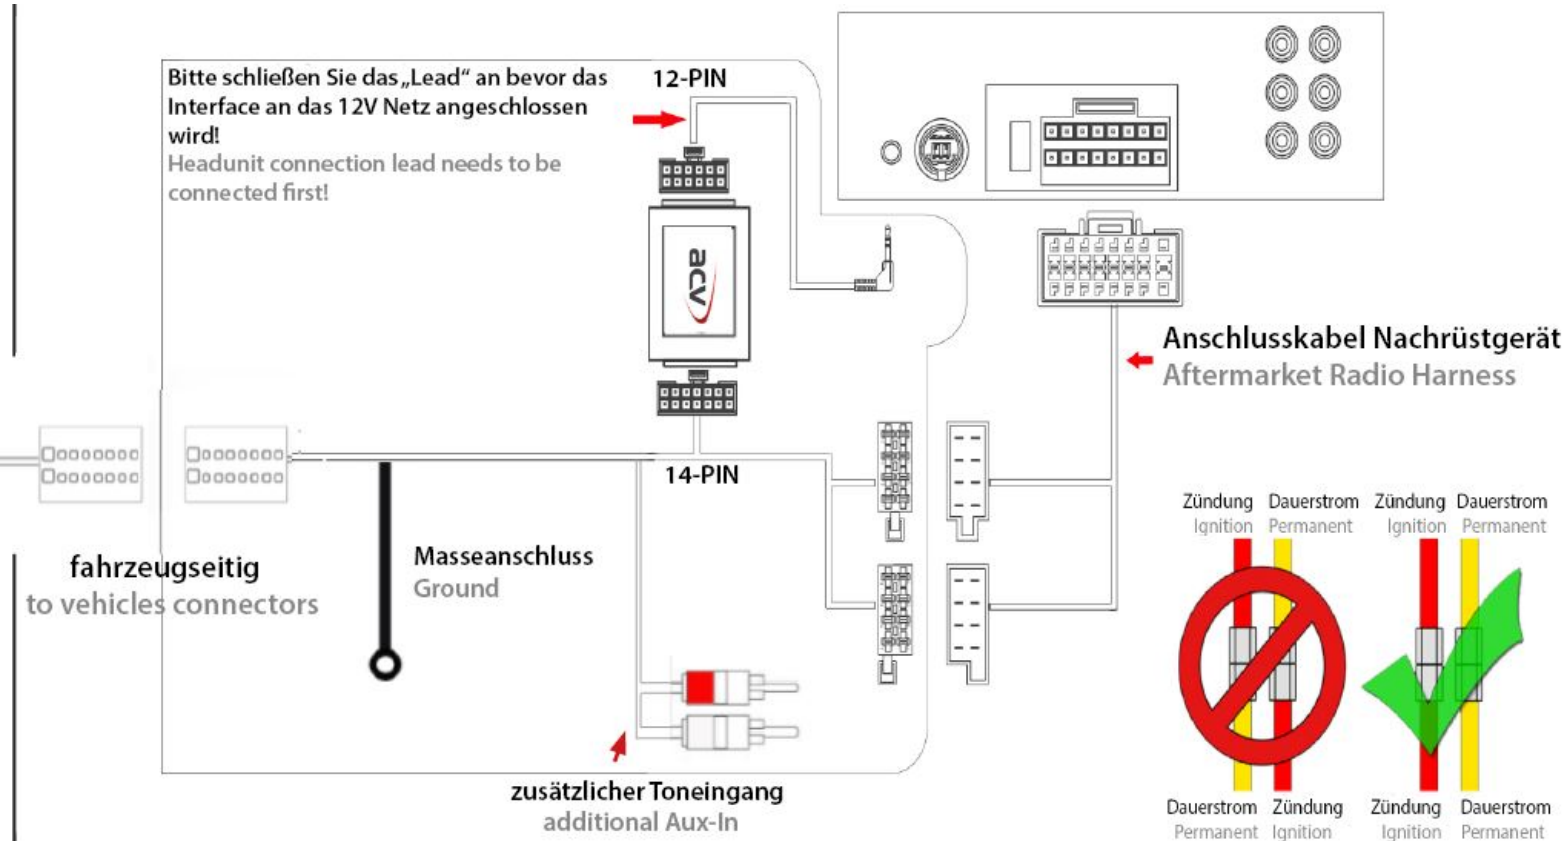 Bitte schließen Sie das„Lead“ an bevor das
Interface an das 12V Netz angeschlossen
wird!
Headunit connection lead needs to be
connected first!
12-PIN
acv
Anschlusskabel Nachrüstgerät
Aftermarket Radio Harness
14-PIN
fahrzeugseitig
to vehicles connectors
Masseanschluss
Ground
zusätzlicher Toneingang
additional Aux-In
Zündung Dauerstrom Zündung Dauerstrom
Ignition Permanent Ignition Permanent
Dauerstrom Zündung Zündung Dauerstrom
Permanent Ignition Ignition Permanent